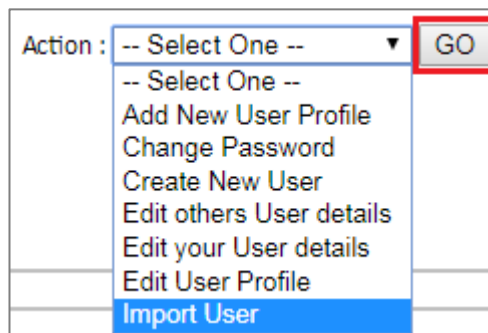 Action : -- Select One -- GO
-- Select One --
Add New User Profile
Change Password
Create New User
Edit others User details
Edit your User details
Edit User Profile
Import User